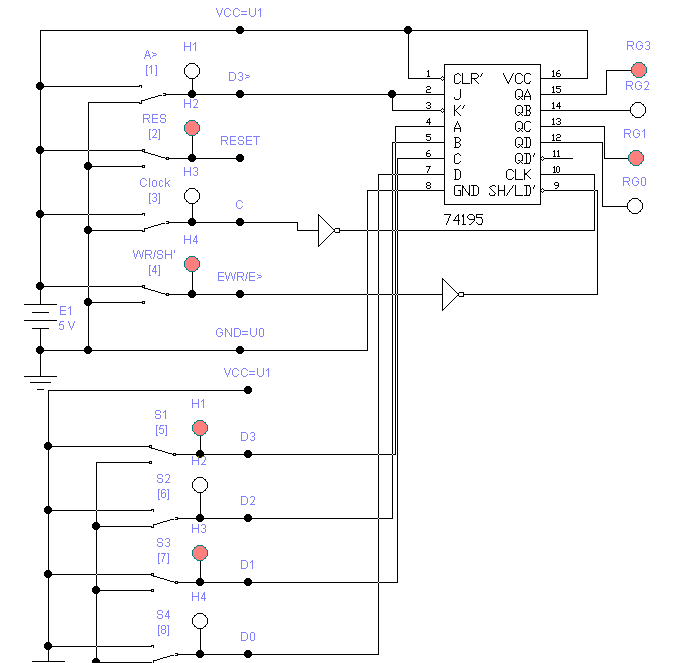 VCC=U1
A>
[1]
H1
D3>
H2
RES
[2]
RESET
H3
Clock
[3]
C
H4
WR/SH'
[4]
EWR/E>
E1
5 V
GND=U0
1 CLR' VCC 16
2 J QA 15
3 K' QB 14
4 A QC 13
5 B QD 12
6 C QD' 11
7 D CLK 10
8 GND SH/LD' 9
74195
RG3
RG2
RG1
RG0
VCC=U1
S1
[5]
H1
D3
H2
S2
[6]
D2
H3
S3
[7]
D1
H4
S4
[8]
D0